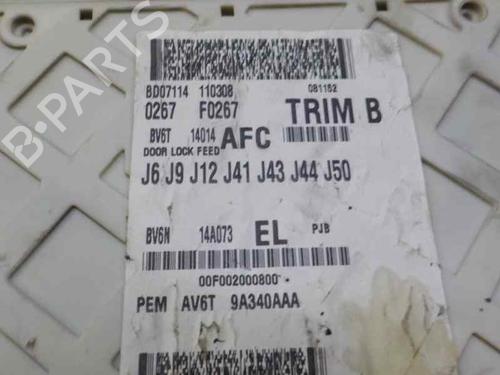 BD07114 110308 081152
0267 F0267 TRIM B
BV6T 14014 AFC
DOOR LOCK FEED
J6 J9 J12 J41 J43 J44 J50
BV6N 14A073 EL PJB
00F002000800
PEM AV6T 9A340AAA
B-PARTS